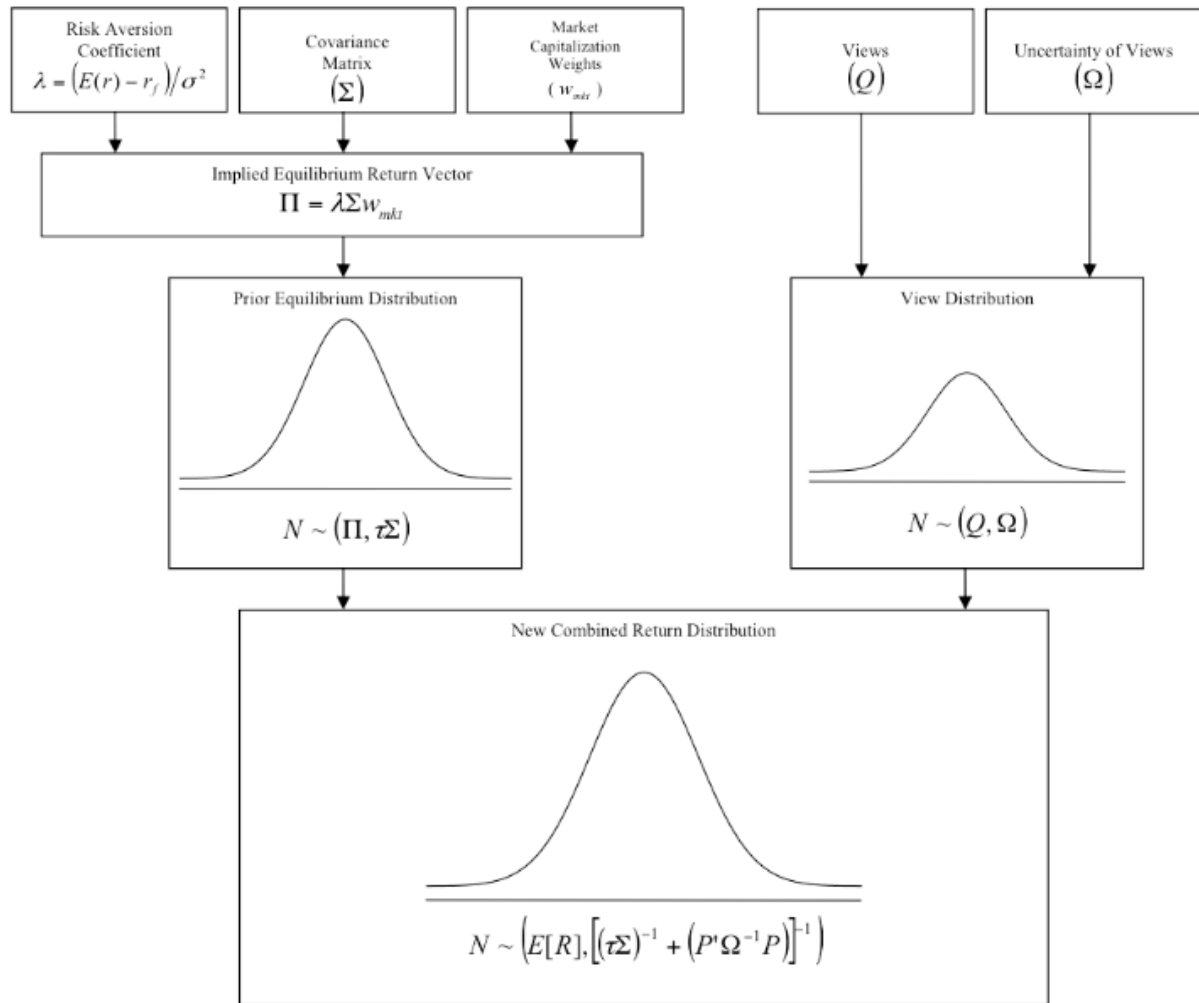 Risk Aversion
Coefficient
λ = (E(r) − r_f)/σ²
Covariance
Matrix
(Σ)
Market
Capitalization
Weights
( w_mkt )
Views
(Q)
Uncertainty of Views
(Ω)
Implied Equilibrium Return Vector
Π = λΣw_mkt
Prior Equilibrium Distribution
N ~ (Π, τΣ)
View Distribution
N ~ (Q, Ω)
New Combined Return Distribution
N ~ (E[R], [(τΣ)⁻¹ + (P'Ω⁻¹P)]⁻¹)